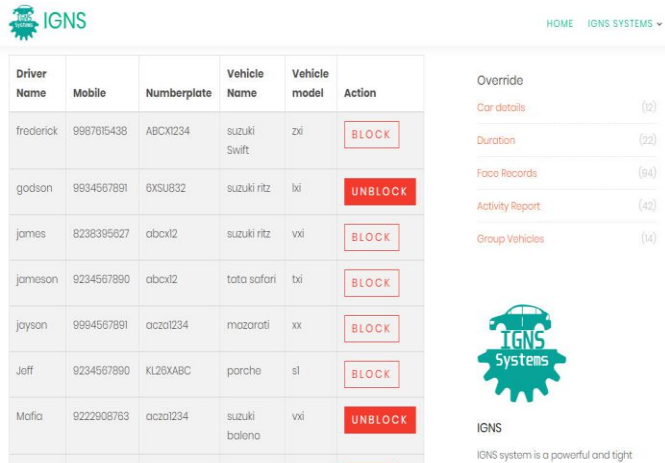 IGNS Systems IGNS
HOME IGNS SYSTEMS
Driver Name Mobile Numberplate Vehicle Name Vehicle model Action
frederick 9987615438 ABCX1234 suzuki Swift zxi BLOCK
godson 9934567891 6XSU832 suzuki ritz lxi UNBLOCK
james 8238395627 abcx12 suzuki ritz vxi BLOCK
jameson 9234567890 abcx12 tata safari txi BLOCK
jayson 9994567891 acza1234 mazarati xx BLOCK
Jeff 9234567890 KL26XABC porche s1 BLOCK
Mafia 9222908763 acza1234 suzuki baleno vxi UNBLOCK
Override
Car details (12)
Duration (22)
Face Records (94)
Activity Report (42)
Group Vehicles (14)
IGNS
Systems
IGNS
IGNS system is a powerful and tight